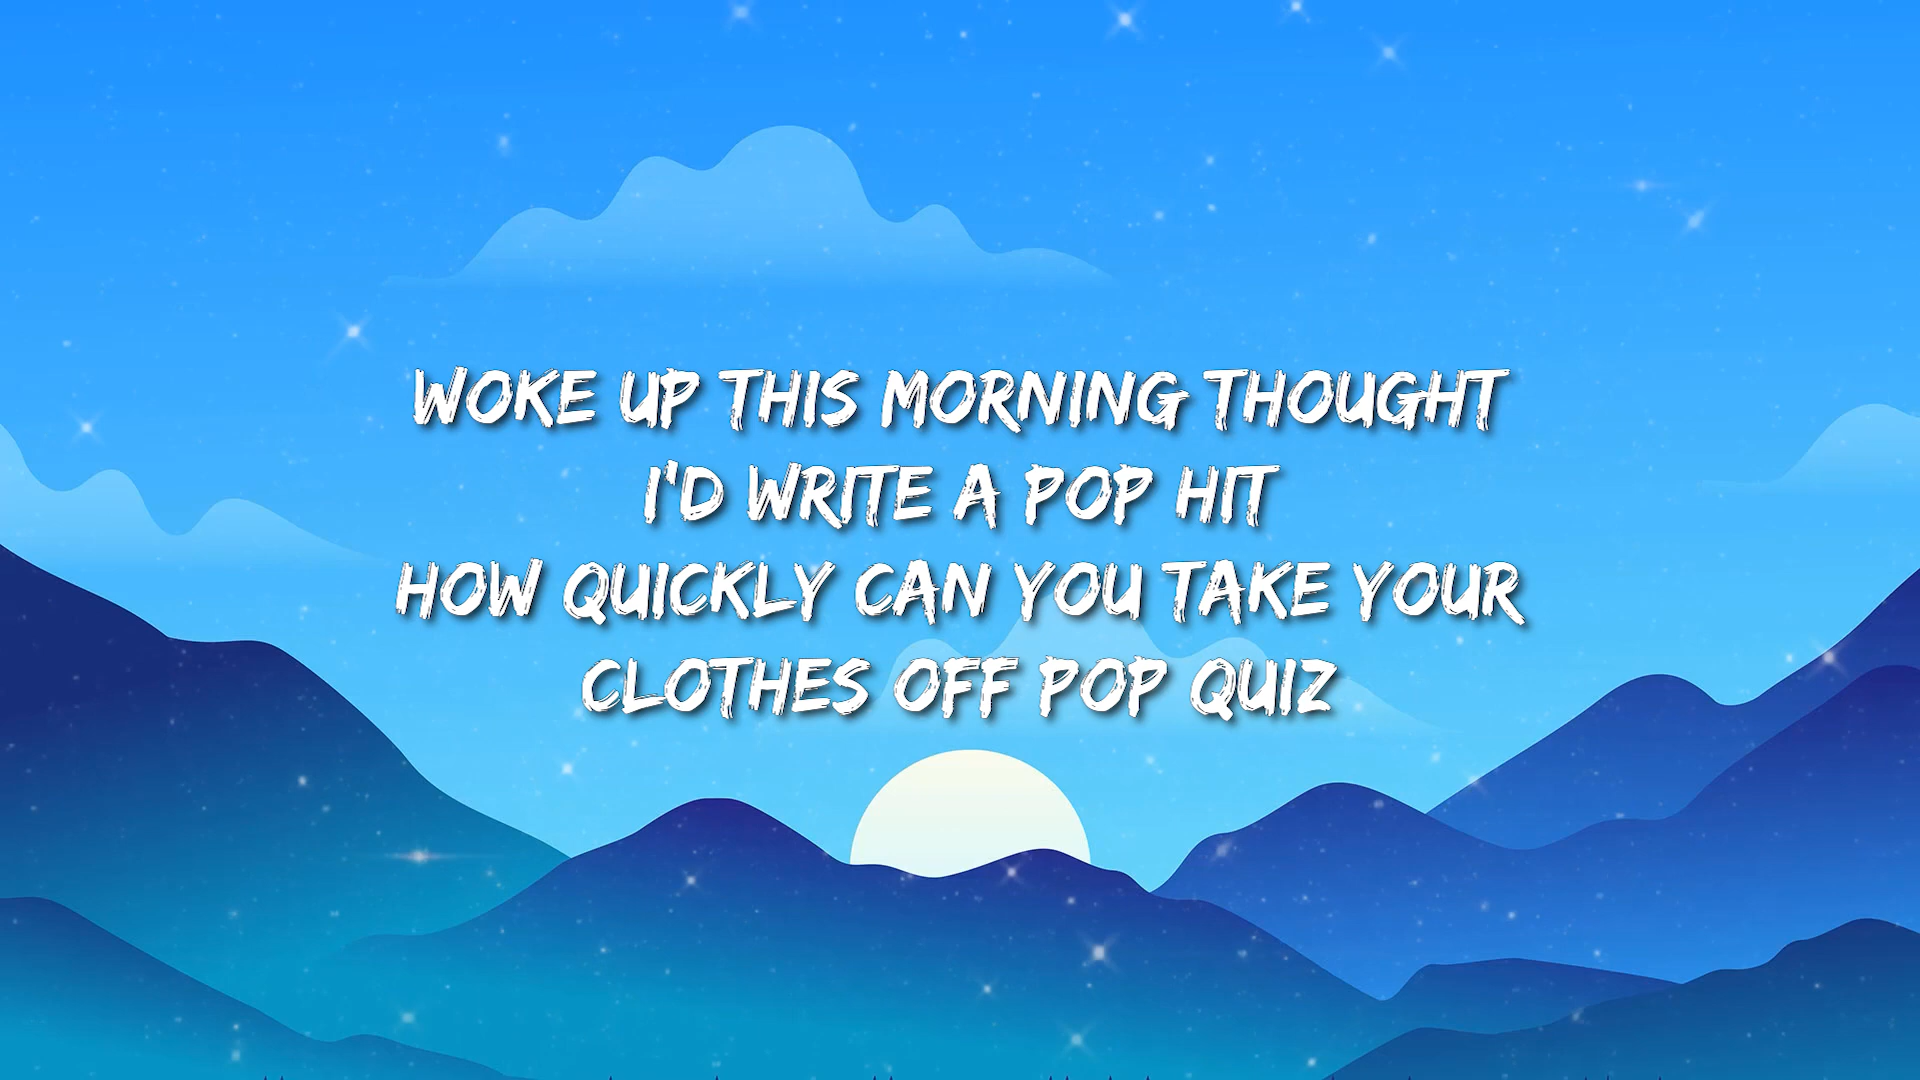 WOKE UP THIS MORNING THOUGHT
I'D WRITE A POP HIT
HOW QUICKLY CAN YOU TAKE YOUR
CLOTHES OFF POP QUIZ